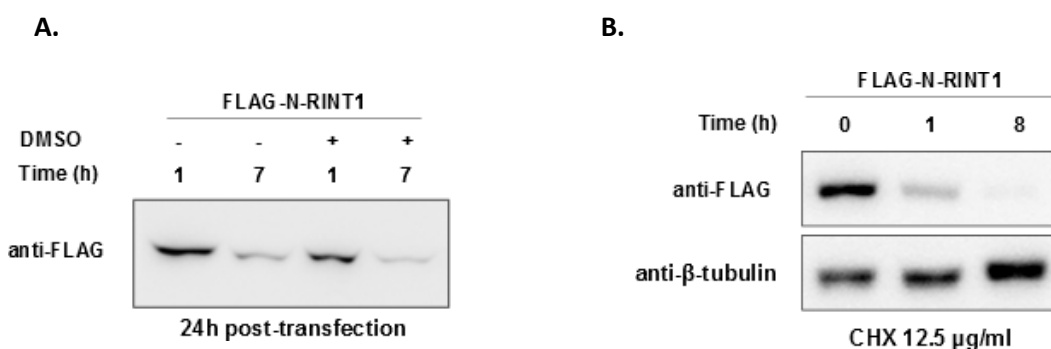 A.
FLAG-N-RINT1
DMSO - - + +
Time (h) 1 7 1 7
anti-FLAG
24h post-transfection
B.
FLAG-N-RINT1
Time (h) 0 1 8
anti-FLAG
anti-β-tubulin
CHX 12.5 µg/ml